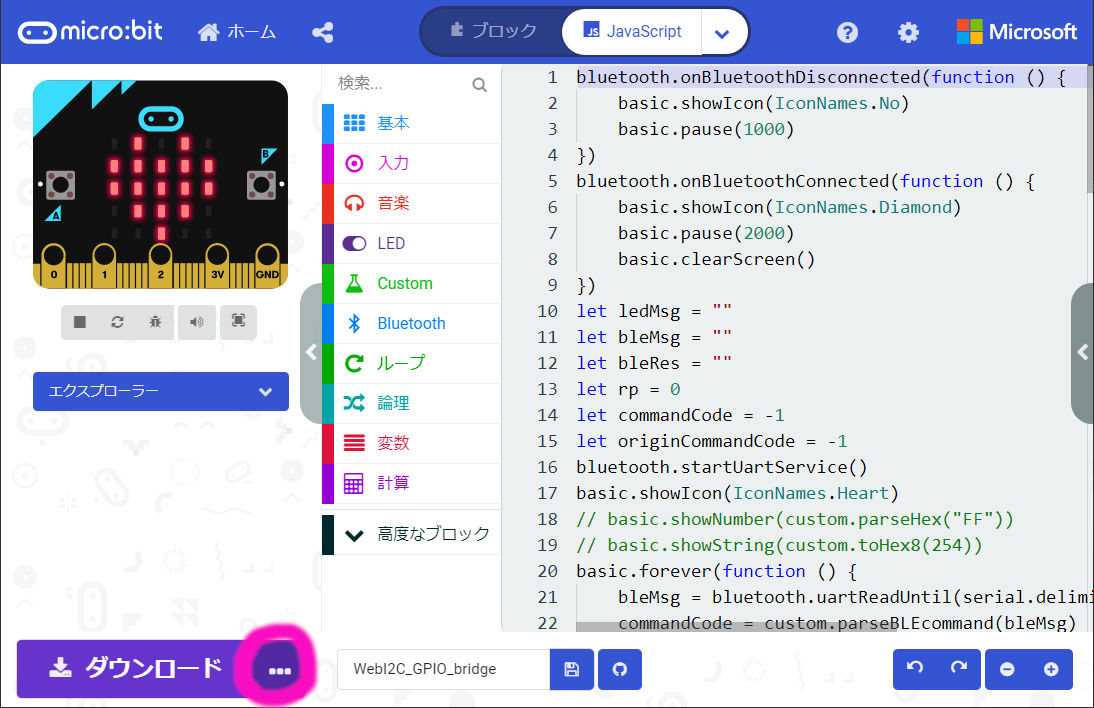 micro:bit ホーム ブロック JS JavaScript ? Microsoft
検索...
基本
入力
音楽
LED
Custom
Bluetooth
ループ
論理
変数
計算
高度なブロック
A
B
0 1 2 3V GND
エクスプローラー
1 bluetooth.onBluetoothDisconnected(function () {
2 basic.showIcon(IconNames.No)
3 basic.pause(1000)
4 })
5 bluetooth.onBluetoothConnected(function () {
6 basic.showIcon(IconNames.Diamond)
7 basic.pause(2000)
8 basic.clearScreen()
9 })
10 let ledMsg = ""
11 let bleMsg = ""
12 let bleRes = ""
13 let rp = 0
14 let commandCode = -1
15 let originCommandCode = -1
16 bluetooth.startUartService()
17 basic.showIcon(IconNames.Heart)
18 // basic.showNumber(custom.parseHex("FF"))
19 // basic.showString(custom.toHex8(254))
20 basic.forever(function () {
21 bleMsg = bluetooth.uartReadUntil(serial.delimi
22 commandCode = custom.parseBLEcommand(bleMsg)
ダウンロード ...
WebI2C_GPIO_bridge